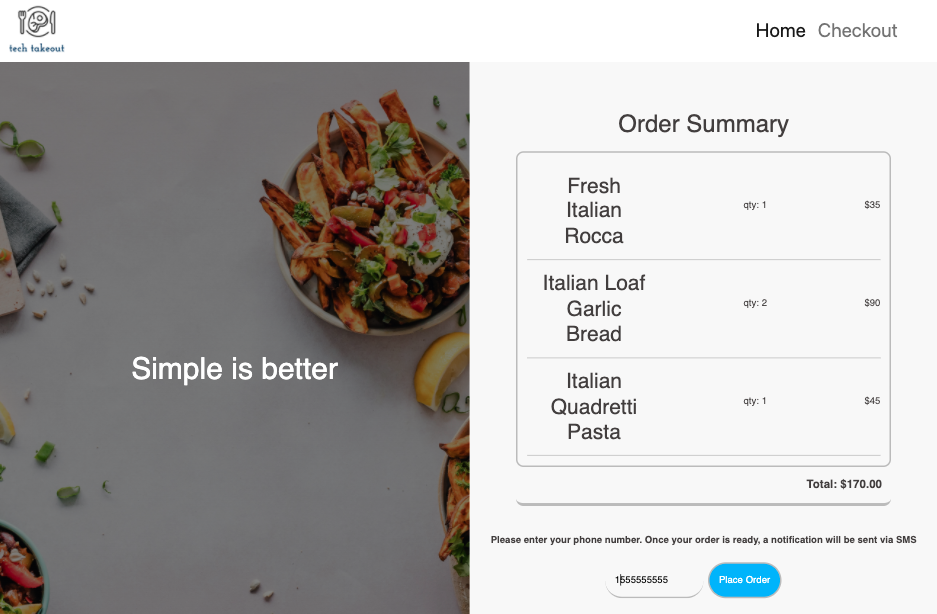 tech takeout
Home Checkout
Simple is better
Order Summary
Fresh
Italian
Rocca
qty: 1
$35
Italian Loaf
Garlic
Bread
qty: 2
$90
Italian
Quadretti
Pasta
qty: 1
$45
Total: $170.00
Please enter your phone number. Once your order is ready, a notification will be sent via SMS
1555555555
Place Order